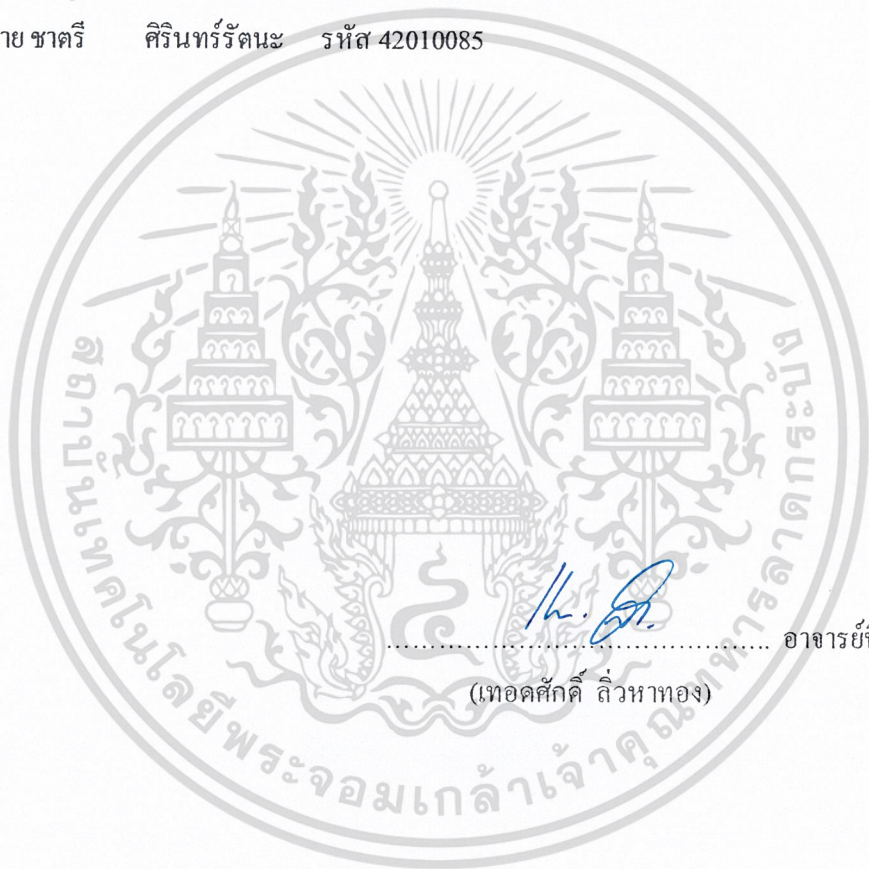 าย ชาตรี ศิรินทร์รัตนะ รหัส 42010085
สถาบันเทคโนโลยีพระจอมเกล้าเจ้าคุณทหารลาดกระบัง
๔
อาจารย์ที่
(เทอดศักดิ์ ลิ่วหาทอง)